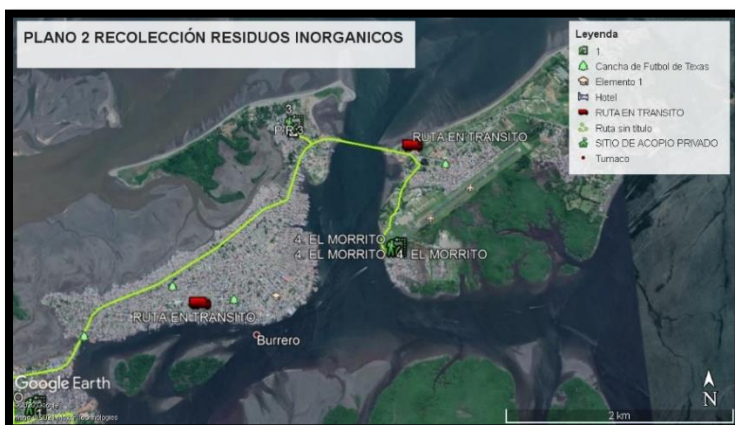 PLANO 2 RECOLECCIÓN RESIDUOS INORGANICOS
Leyenda
1
Cancha de Futbol de Texas
Elemento 1
Hotel
RUTA EN TRANSITO
Ruta sin título
SITIO DE ACOPIO PRIVADO
Tumaco
3.
P.R.3
RUTA EN TRANSITO
4. EL MORRITO
4. EL MORRITO
4. EL MORRITO
RUTA EN TRANSITO
Burrero
Google Earth
N
2 km